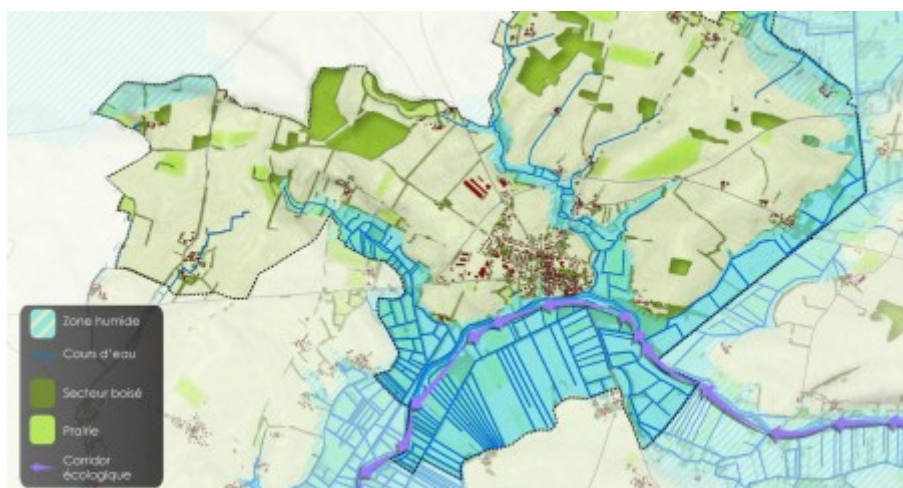 Zone humide
Cours d'eau
Secteur boisé
Prairie
Corridor
écologique